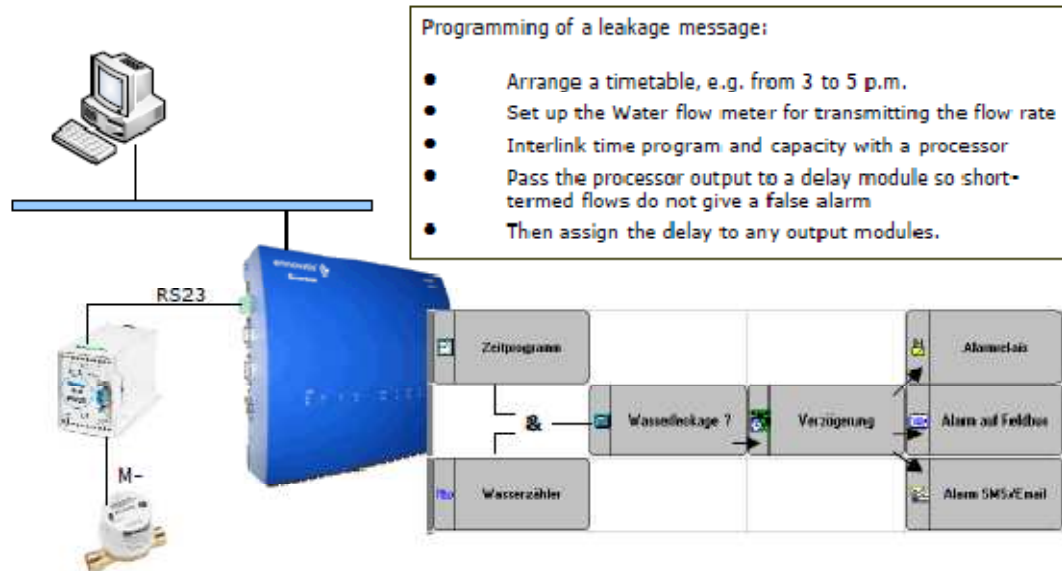 Programming of a leakage message:
● Arrange a timetable, e.g. from 3 to 5 p.m.
● Set up the Water flow meter for transmitting the flow rate
● Interlink time program and capacity with a processor
● Pass the processor output to a delay module so short-
termed flows do not give a false alarm
● Then assign the delay to any output modules.
ennovatis
RS23
M-
Zeitprogramm
&
Wasserzähler
Wasserleckage ?
Verzögerung
Alarmrelais
Alarm auf Feldbus
Alarm SMS/Email